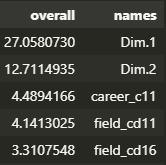 overall names
27.0580730 Dim.1
12.7114935 Dim.2
4.4894166 career_c11
4.1413025 field_cd11
3.3107548 field_cd16